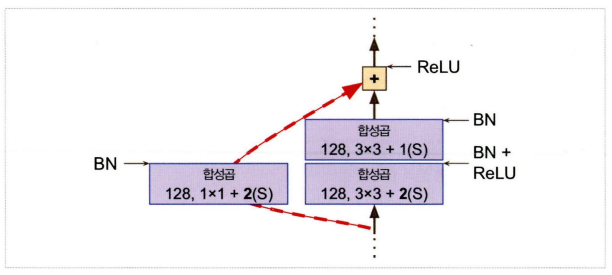 ReLU
+
합성곱
128, 3×3 + 1(S)
BN
BN
합성곱
128, 1×1 + 2(S)
합성곱
128, 3×3 + 2(S)
BN +
ReLU